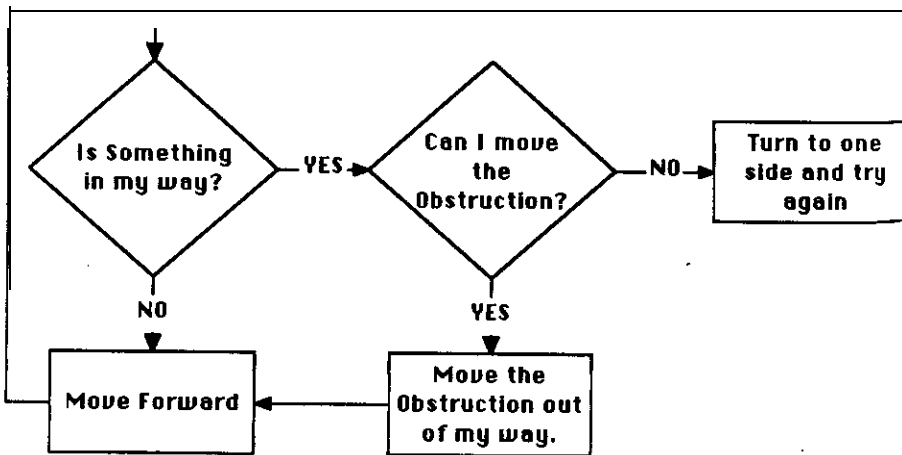 Is Something
in my way?
YES
Can I move
the
Obstruction?
NO
Turn to one
side and try
again
NO
YES
Move Forward
Move the
Obstruction out
of my way.